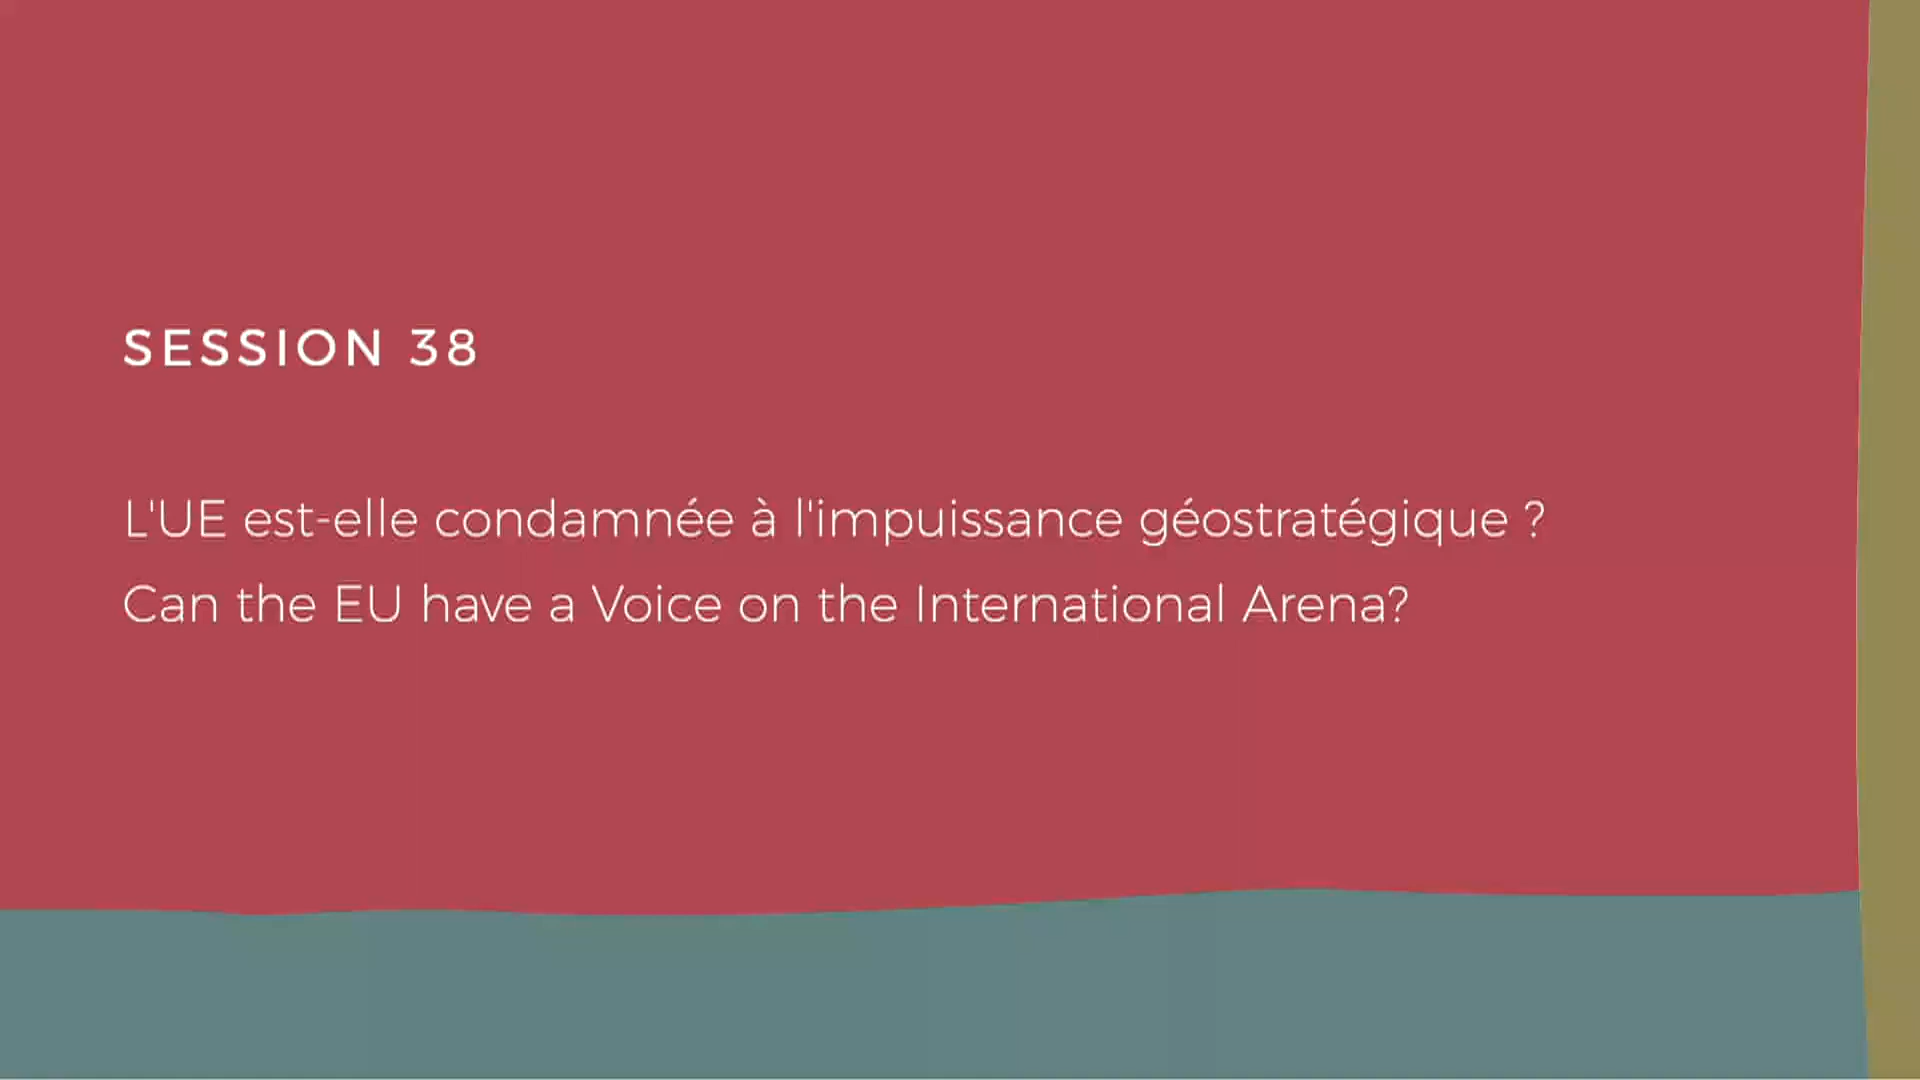 SESSION 38
L'UE est-elle condamnée à l'impuissance géostratégique ?
Can the EU have a Voice on the International Arena?